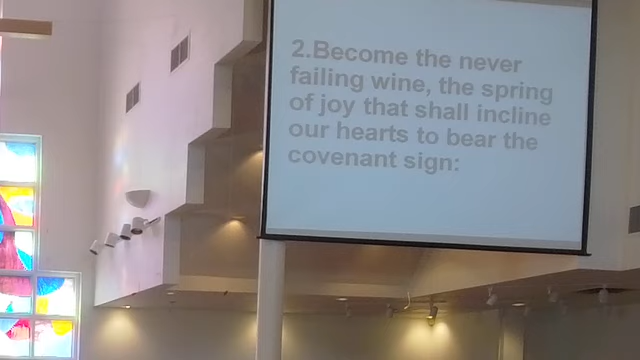 2.Become the never
failing wine, the spring
of joy that shall incline
our hearts to bear the
covenant sign: